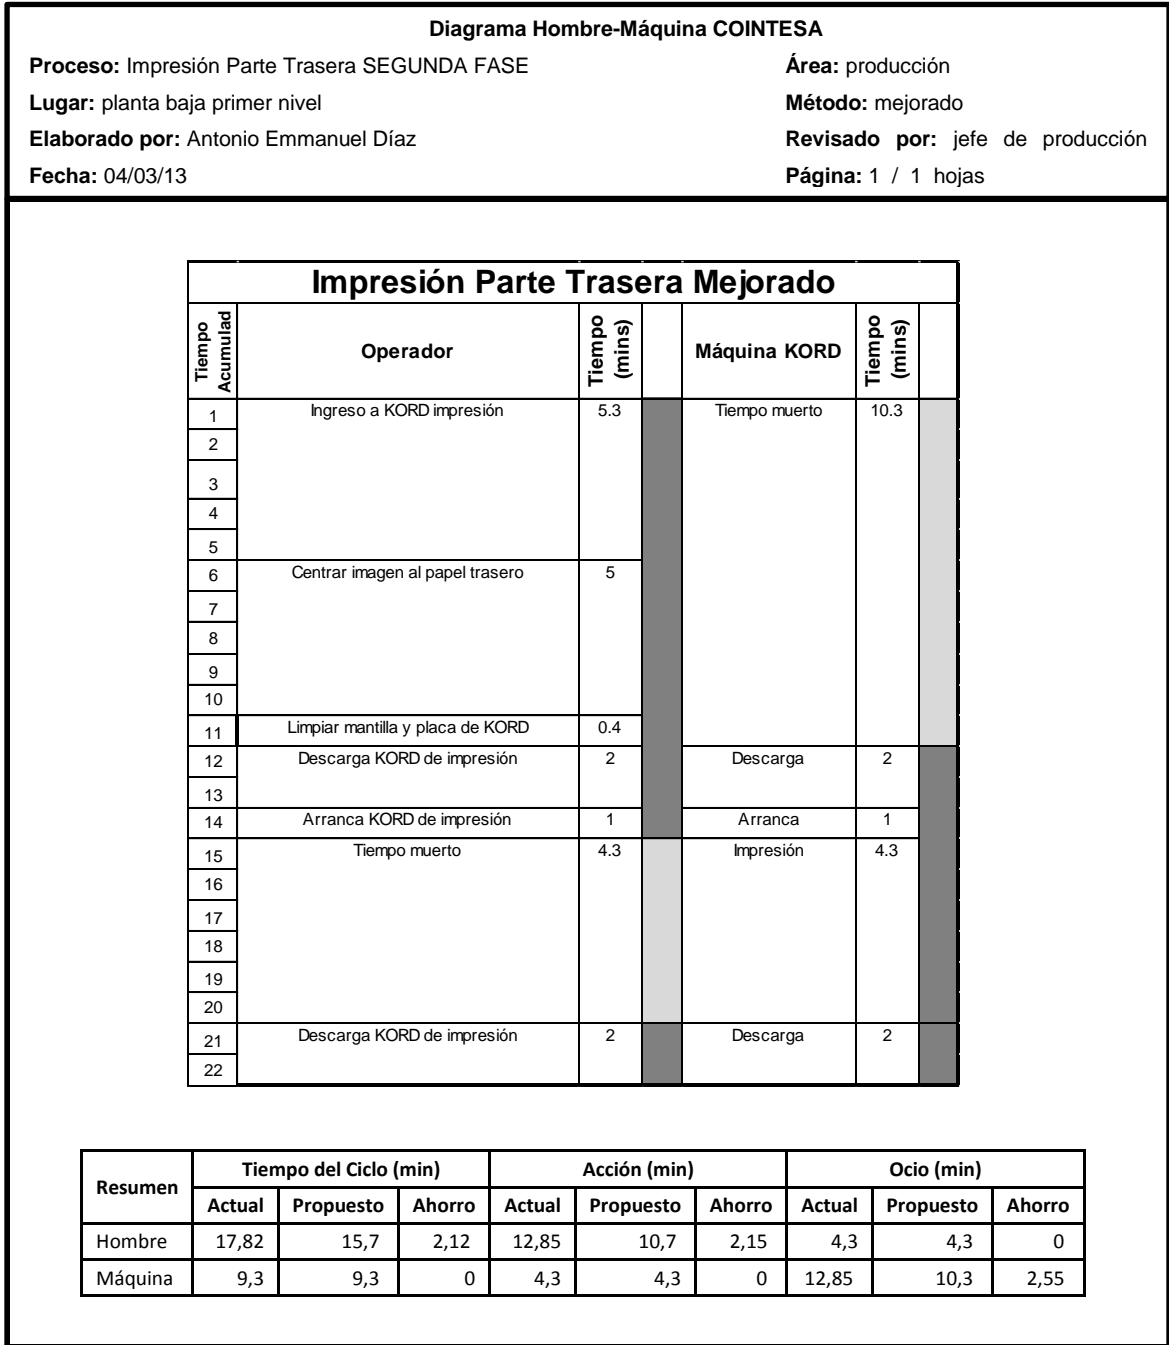 Diagrama Hombre-Máquina COINTESA
Proceso: Impresión Parte Trasera SEGUNDA FASE
Área: producción
Lugar: planta baja primer nivel
Método: mejorado
Elaborado por: Antonio Emmanuel Díaz
Revisado por: jefe de producción
Fecha: 04/03/13
Página: 1 / 1 hojas
Impresión Parte Trasera Mejorado
Tiempo Acumulad
Operador
Tiempo (mins)
Máquina KORD
Tiempo (mins)
1 Ingreso a KORD impresión 5.3 Tiempo muerto 10.3
2
3
4
5
6 Centrar imagen al papel trasero 5
7
8
9
10
11 Limpiar mantilla y placa de KORD 0.4
12 Descarga KORD de impresión 2 Descarga 2
13
14 Arranca KORD de impresión 1 Arranca 1
15 Tiempo muerto 4.3 Impresión 4.3
16
17
18
19
20
21 Descarga KORD de impresión 2 Descarga 2
22
Resumen Tiempo del Ciclo (min) Acción (min) Ocio (min)
Actual Propuesto Ahorro Actual Propuesto Ahorro Actual Propuesto Ahorro
Hombre 17,82 15,7 2,12 12,85 10,7 2,15 4,3 4,3 0
Máquina 9,3 9,3 0 4,3 4,3 0 12,85 10,3 2,55